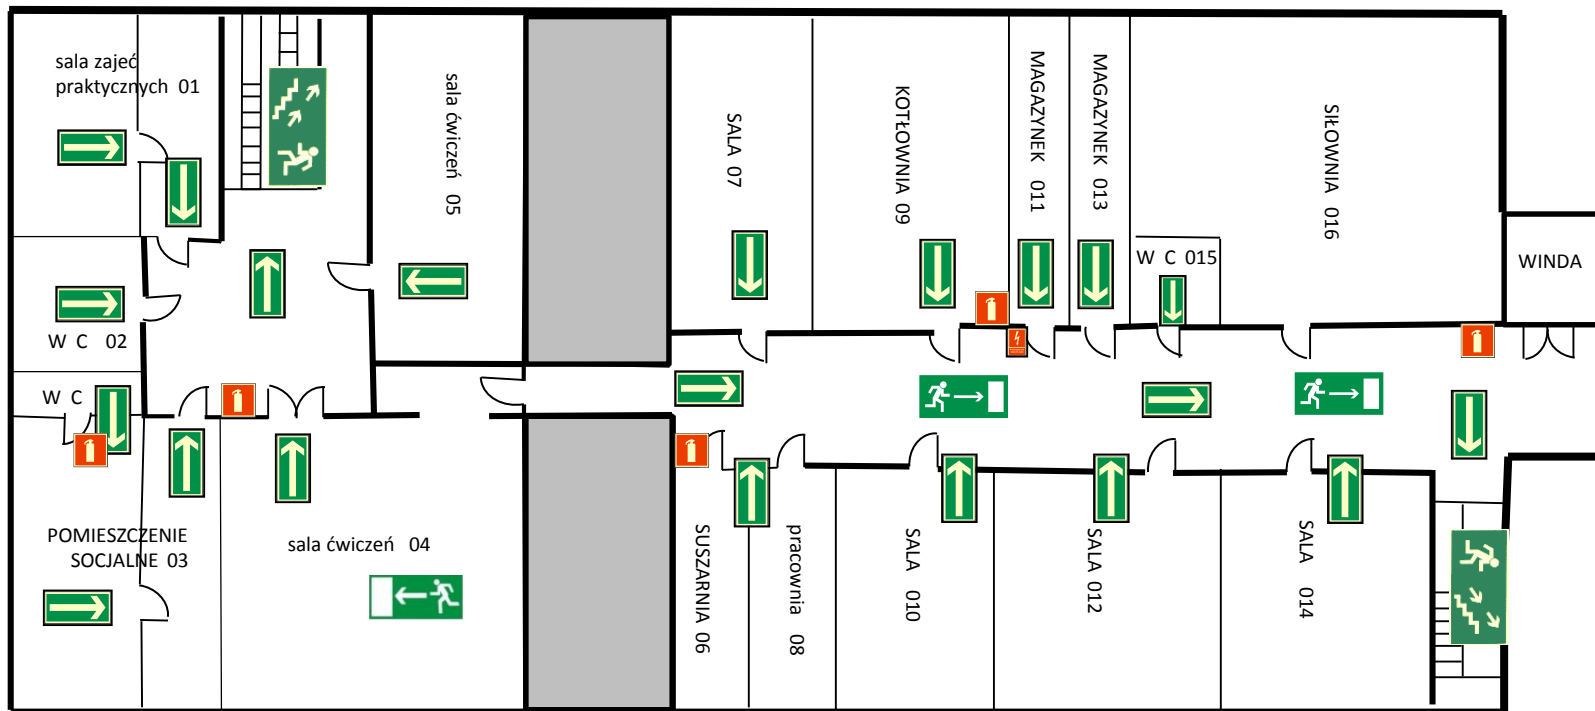 sala zajeć
praktycznych 01
sala ćwiczeń 05
SALA 07
KOTŁOWNIA 09
MAGAZYNEK 011
MAGAZYNEK 013
SIŁOWNIA 016
W C 015
WINDA
W C 02
W C
POMIESZCZENIE
SOCJALNE 03
sala ćwiczeń 04
SUSZARNIA 06
pracownia 08
SALA 010
SALA 012
SALA 014